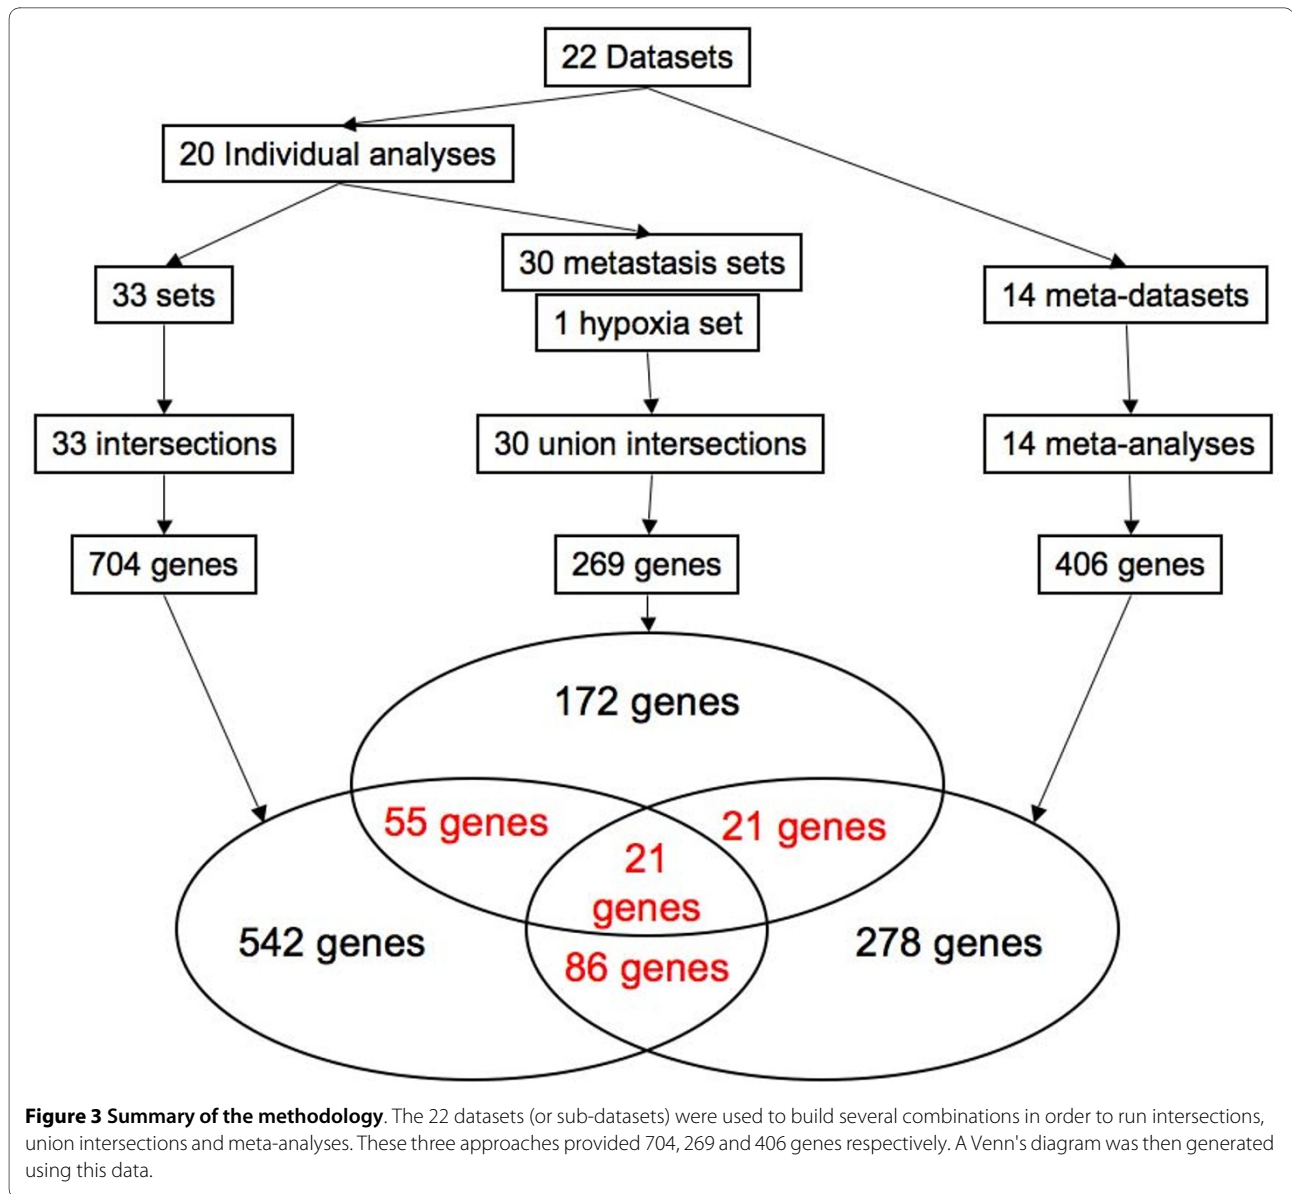 22 Datasets
20 Individual analyses
30 metastasis sets
33 sets
14 meta-datasets
1 hypoxia set
33 intersections
30 union intersections
14 meta-analyses
704 genes
269 genes
406 genes
172 genes
55 genes
21 genes
21
genes
542 genes
278 genes
86 genes
Figure 3 Summary of the methodology. The 22 datasets (or sub-datasets) were used to build several combinations in order to run intersections,
union intersections and meta-analyses. These three approaches provided 704, 269 and 406 genes respectively. A Venn's diagram was then generated
using this data.